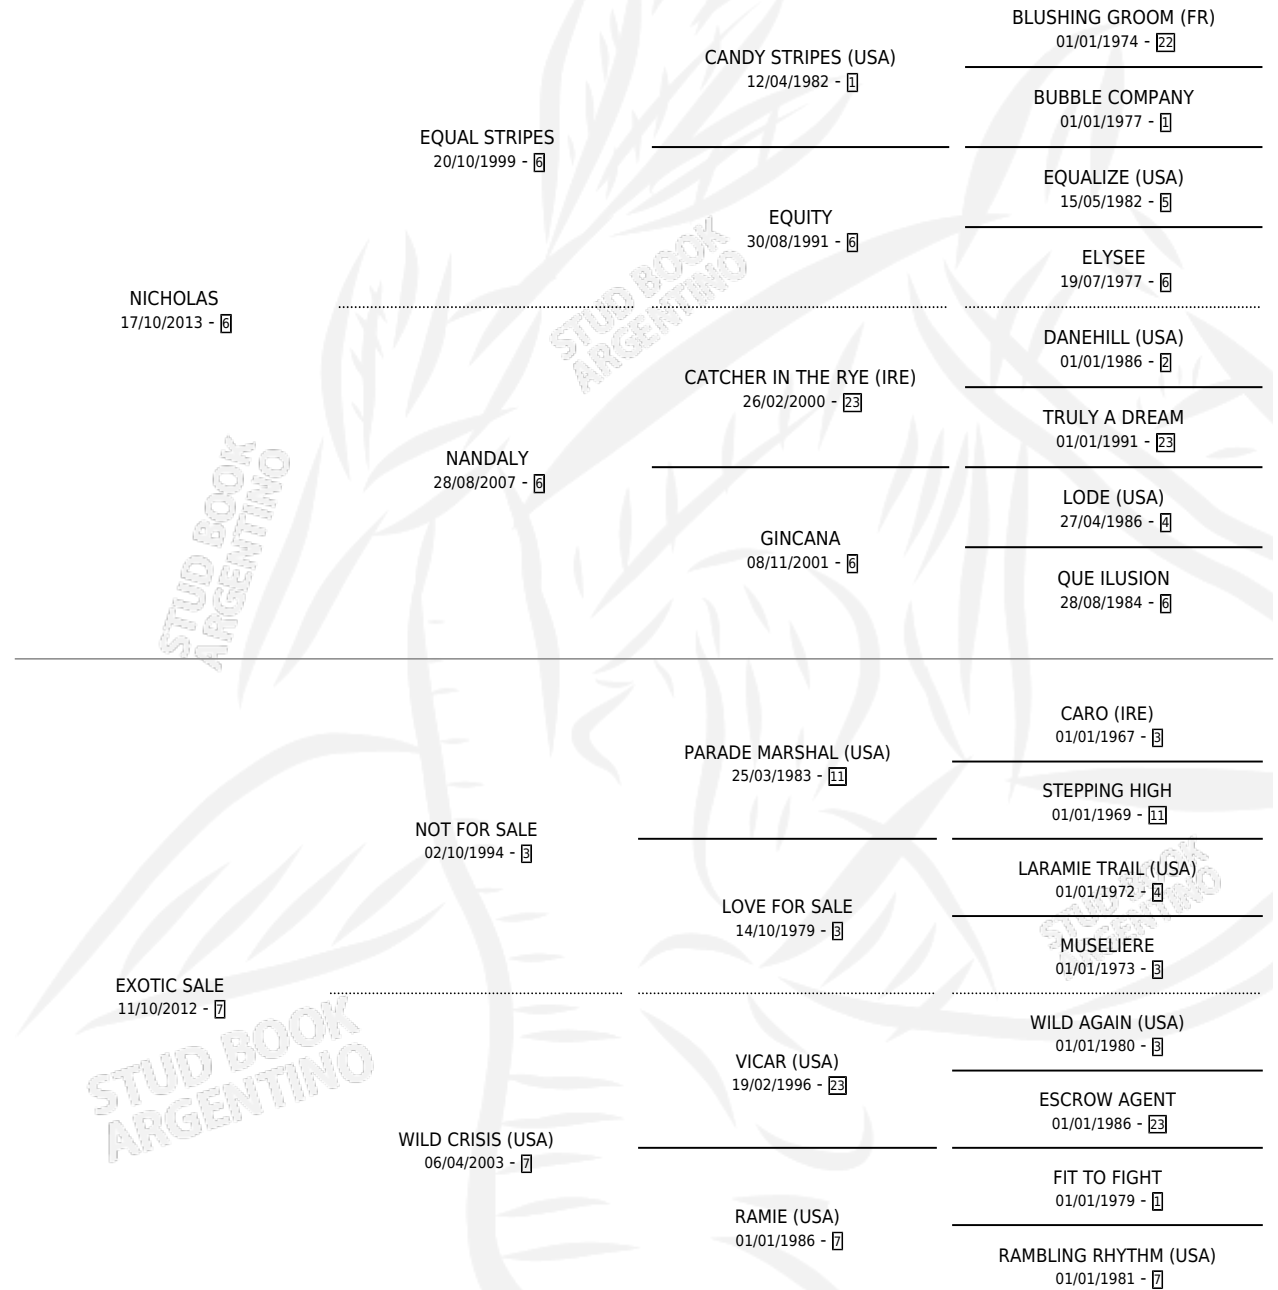 BLUSHING GROOM (FR)
01/01/1974 - 22
CANDY STRIPES (USA)
12/04/1982 - 1
BUBBLE COMPANY
01/01/1977 - 1
EQUAL STRIPES
20/10/1999 - 6
EQUALIZE (USA)
15/05/1982 - 5
EQUITY
30/08/1991 - 6
ELYSEE
19/07/1977 - 6
NICHOLAS
17/10/2013 - 6
DANEHILL (USA)
01/01/1986 - 2
CATCHER IN THE RYE (IRE)
26/02/2000 - 23
TRULY A DREAM
01/01/1991 - 23
NANDALY
28/08/2007 - 6
LODE (USA)
27/04/1986 - 4
GINCANA
08/11/2001 - 6
QUE ILUSION
28/08/1984 - 6
CARO (IRE)
01/01/1967 - 3
PARADE MARSHAL (USA)
25/03/1983 - 11
STEPPING HIGH
01/01/1969 - 11
NOT FOR SALE
02/10/1994 - 3
LARAMIE TRAIL (USA)
01/01/1972 - 4
LOVE FOR SALE
14/10/1979 - 3
MUSELIERE
01/01/1973 - 3
EXOTIC SALE
11/10/2012 - 7
WILD AGAIN (USA)
01/01/1980 - 3
VICAR (USA)
19/02/1996 - 23
ESCROW AGENT
01/01/1986 - 23
WILD CRISIS (USA)
06/04/2003 - 7
FIT TO FIGHT
01/01/1979 - 1
RAMIE (USA)
01/01/1986 - 7
RAMBLING RHYTHM (USA)
01/01/1981 - 7
STUD BOOK
ARGENTINO
STUD BOOK
ARGENTINO
STUD BOOK
ARGENTINO
STUD BOOK
ARGENTINO